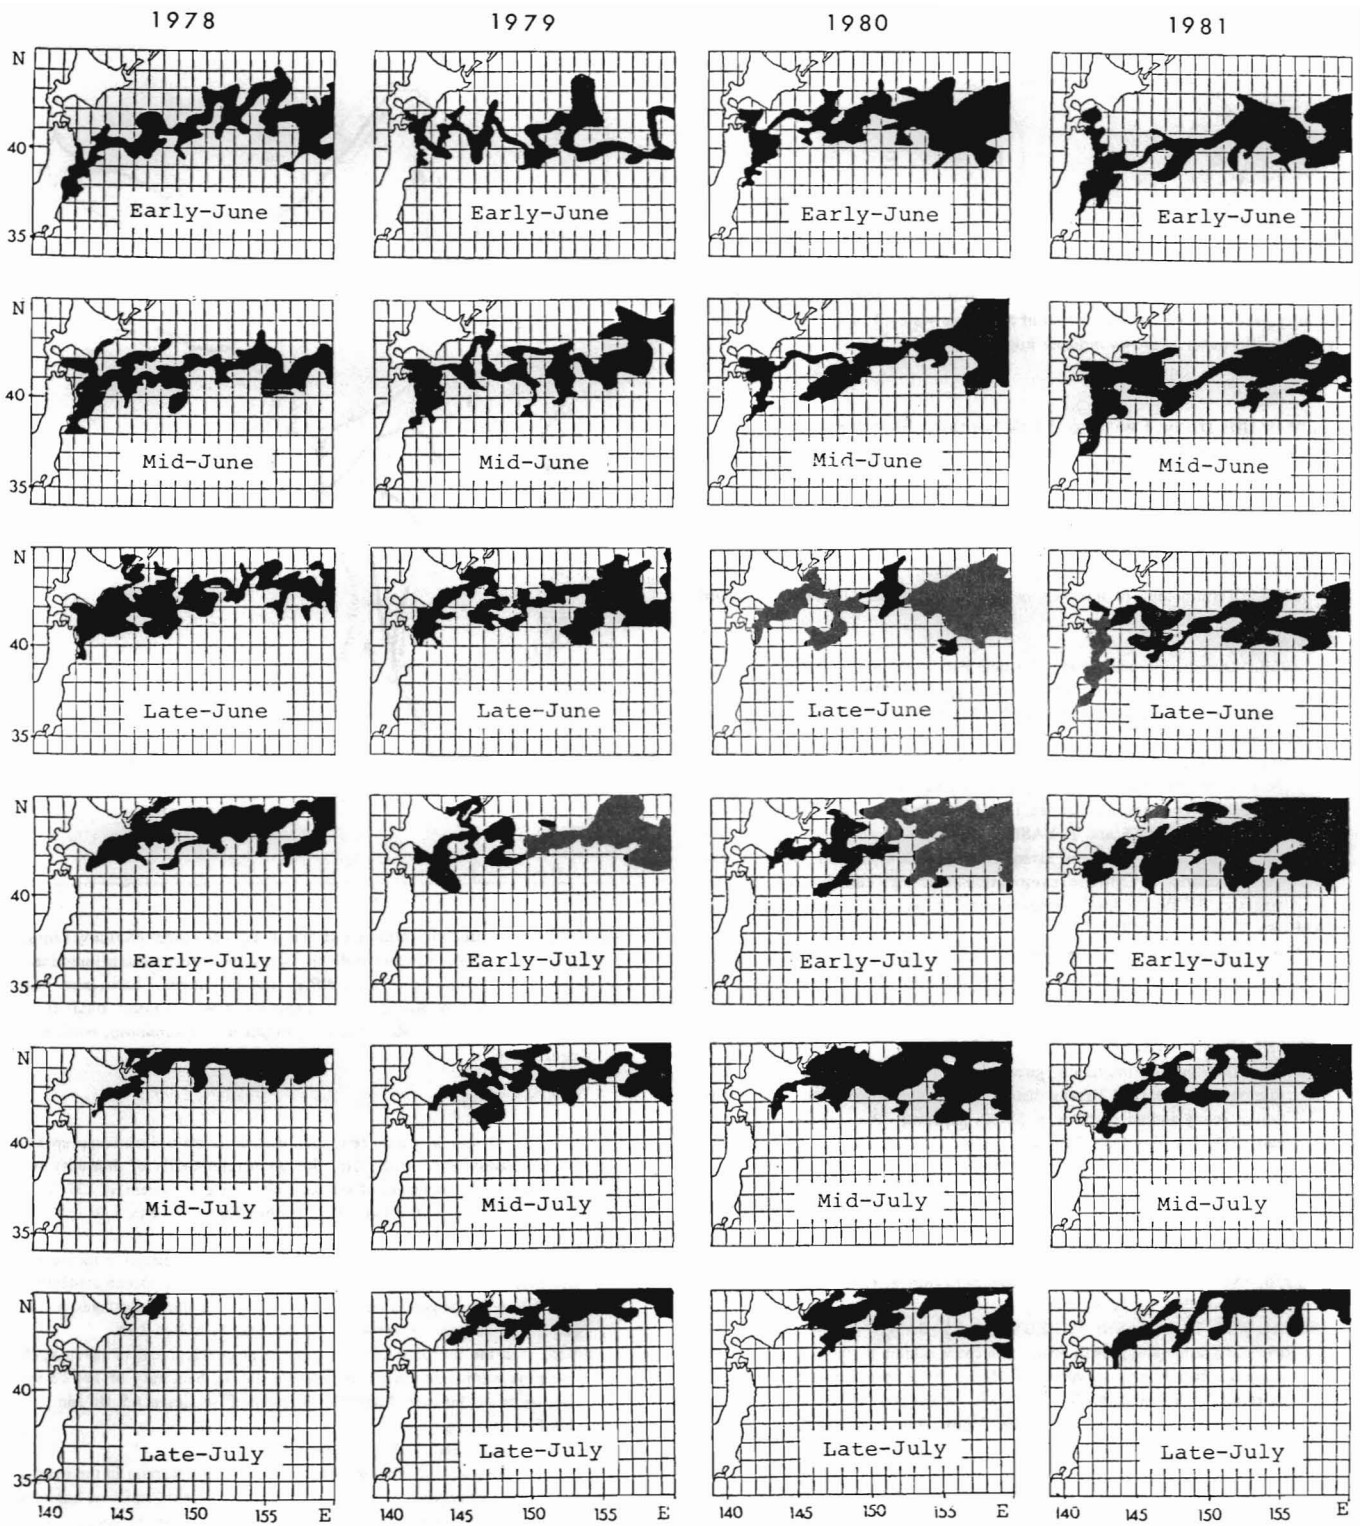 1978 1979 1980 1981
N
40
35
Early-June Early-June Early-June Early-June
N
40
35
Mid-June Mid-June Mid-June Mid-June
40
35
Late-June Late-June Late-June Late-June
N
40
35
Early-July Early-July Early-July Early-July
N
40
35
Mid-July Mid-July Mid-July Mid-July
N
40
35
Late-July Late-July Late-July Late-July
140 145 150 155 E 140 145 150 155 E 140 145 150 155 E 140 145 150 155 E